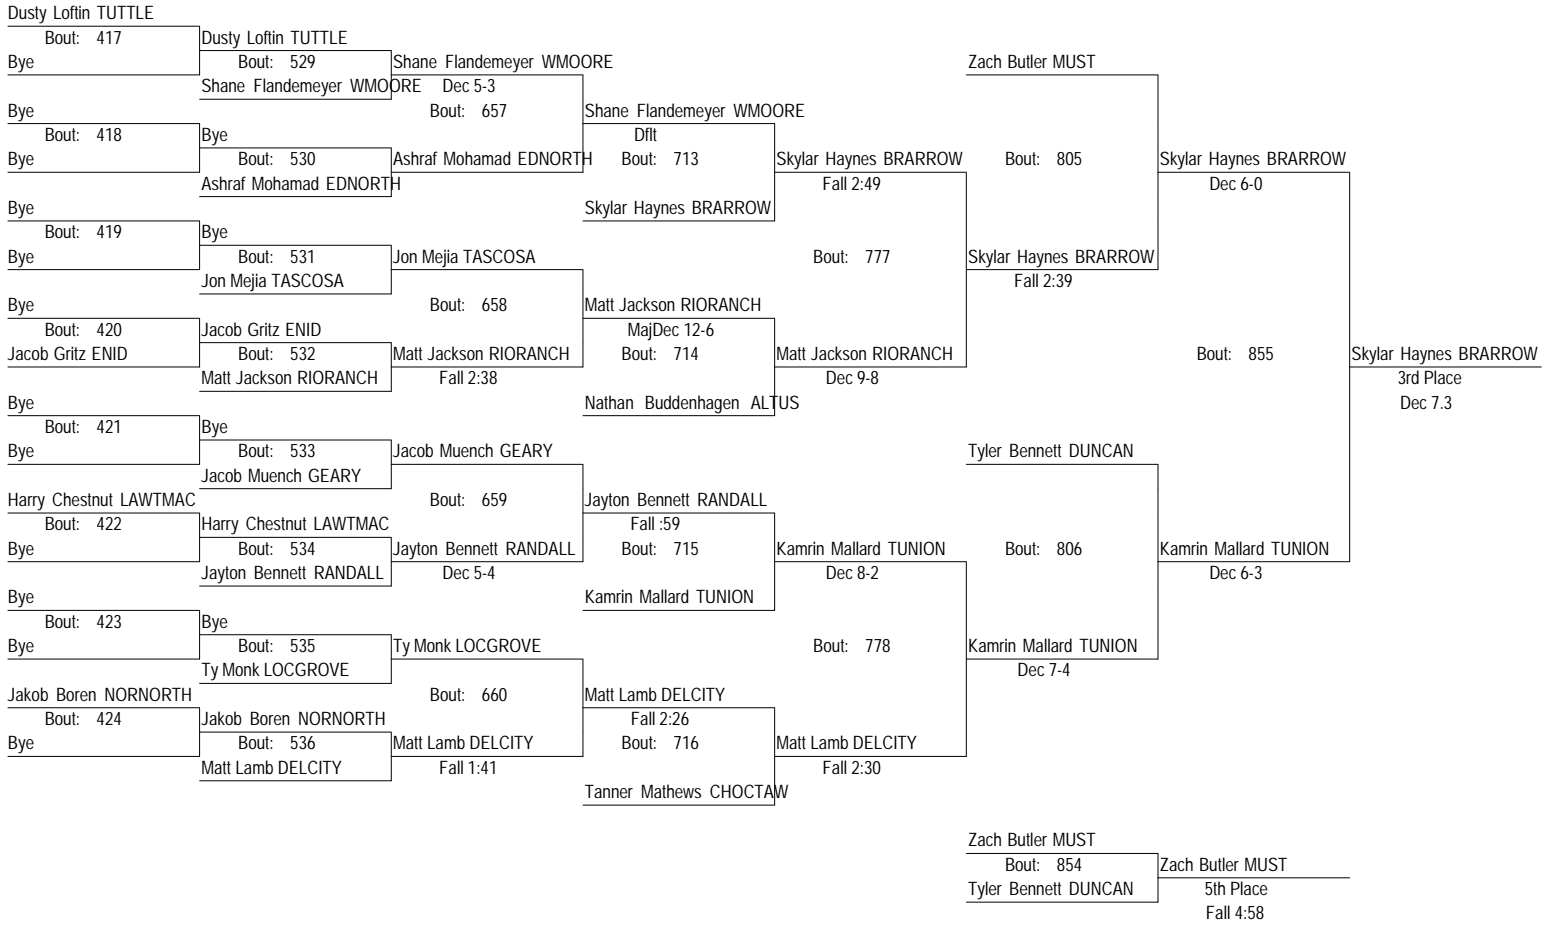 Dusty Loftin TUTTLE
Bout: 417
Bye
Bye
Bout: 418
Bye
Bye
Bout: 419
Bye
Bye
Bout: 420
Jacob Gritz ENID
Bye
Bout: 421
Bye
Harry Chestnut LAWTMAC
Bout: 422
Bye
Bye
Bout: 423
Bye
Jakob Boren NORNORTH
Bout: 424
Bye
Dusty Loftin TUTTLE
Bout: 529
Shane Flandemeyer WMOORE
Bye
Bout: 530
Ashraf Mohamad EDNORTH
Bye
Bout: 531
Jon Mejia TASCOSA
Jacob Gritz ENID
Bout: 532
Matt Jackson RIORANCH
Bye
Bout: 533
Jacob Muench GEARY
Harry Chestnut LAWTMAC
Bout: 534
Jayton Bennett RANDALL
Bye
Bout: 535
Ty Monk LOCGROVE
Jakob Boren NORNORTH
Bout: 536
Matt Lamb DELCITY
Shane Flandemeyer WMOORE
Dec 5-3
Bout: 657
Ashraf Mohamad EDNORTH
Jon Mejia TASCOSA
Bout: 658
Matt Jackson RIORANCH
Fall 2:38
Jacob Muench GEARY
Bout: 659
Jayton Bennett RANDALL
Dec 5-4
Ty Monk LOCGROVE
Bout: 660
Matt Lamb DELCITY
Fall 1:41
Shane Flandemeyer WMOORE
Dflt
Bout: 713
Skylar Haynes BRARROW
Matt Jackson RIORANCH
MajDec 12-6
Bout: 714
Nathan Buddenhagen ALTUS
Jayton Bennett RANDALL
Fall :59
Bout: 715
Kamrin Mallard TUNION
Matt Lamb DELCITY
Fall 2:26
Bout: 716
Tanner Mathews CHOCTAW
Skylar Haynes BRARROW
Fall 2:49
Bout: 777
Matt Jackson RIORANCH
Dec 9-8
Kamrin Mallard TUNION
Dec 8-2
Bout: 778
Matt Lamb DELCITY
Fall 2:30
Zach Butler MUST
Bout: 805
Skylar Haynes BRARROW
Fall 2:39
Tyler Bennett DUNCAN
Bout: 806
Kamrin Mallard TUNION
Dec 7-4
Skylar Haynes BRARROW
Dec 6-0
Bout: 855
Kamrin Mallard TUNION
Dec 6-3
Skylar Haynes BRARROW
3rd Place
Dec 7.3
Zach Butler MUST
Bout: 854
Tyler Bennett DUNCAN
Zach Butler MUST
5th Place
Fall 4:58